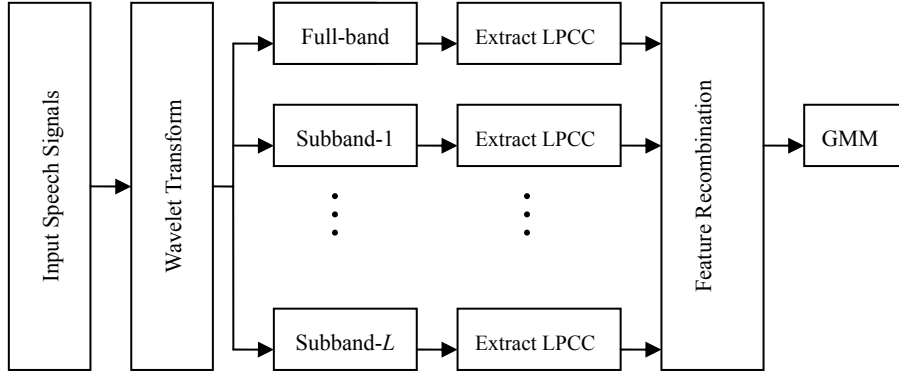 Input Speech Signals
Wavelet Transform
Full-band
Extract LPCC
Subband-1
Extract LPCC
Subband-L
Extract LPCC
Feature Recombination
GMM